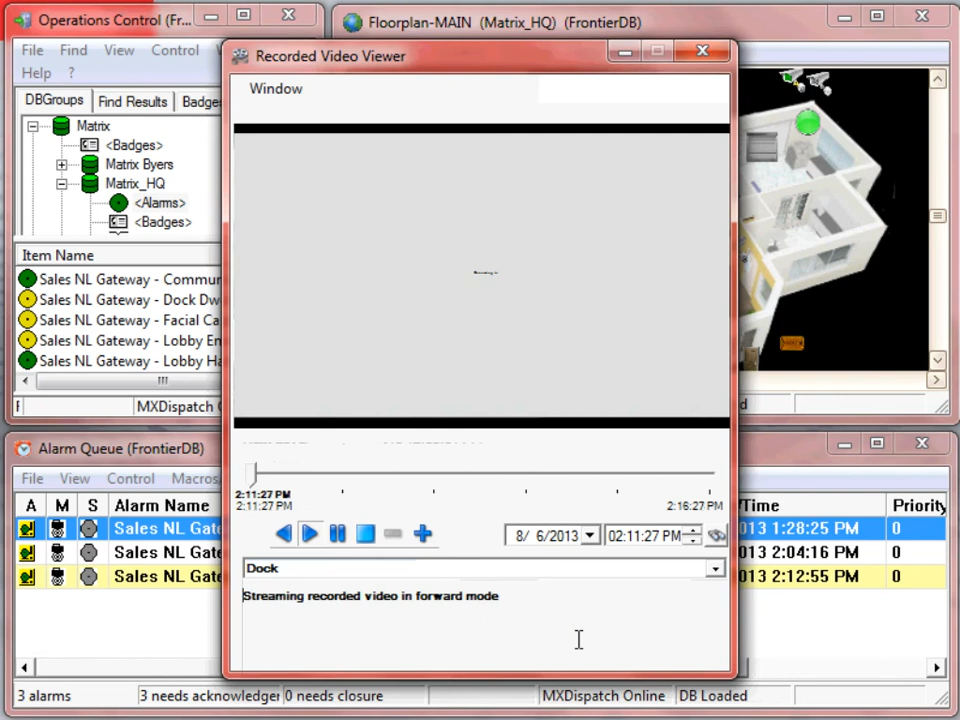 Operations Control (Fr...
File Find View Control
Help ?
DBGroups Find Results Badge
Matrix
<Badges>
Matrix Byers
Matrix_HQ
<Alarms>
<Badges>
Item Name
Sales NL Gateway - Commu
Sales NL Gateway - Dock Dw
Sales NL Gateway - Facial Ca
Sales NL Gateway - Lobby En
Sales NL Gateway - Lobby Ha
MXDispatch
Floorplan-MAIN (Matrix_HQ) (FrontierDB)
Recorded Video Viewer
Window
2:11:27 PM
2:11:27 PM 2:16:27 PM
8/ 6/2013 02:11:27 PM
Dock
Streaming recorded video in forward mode
Alarm Queue (FrontierDB)
File View Control Macros
A M S Alarm Name /Time Priority
Sales NL Gate 013 1:28:25 PM 0
Sales NL Gate 013 2:04:16 PM 0
Sales NL Gate 013 2:12:55 PM 0
3 alarms 3 needs acknowledger 0 needs closure MXDispatch Online DB Loaded